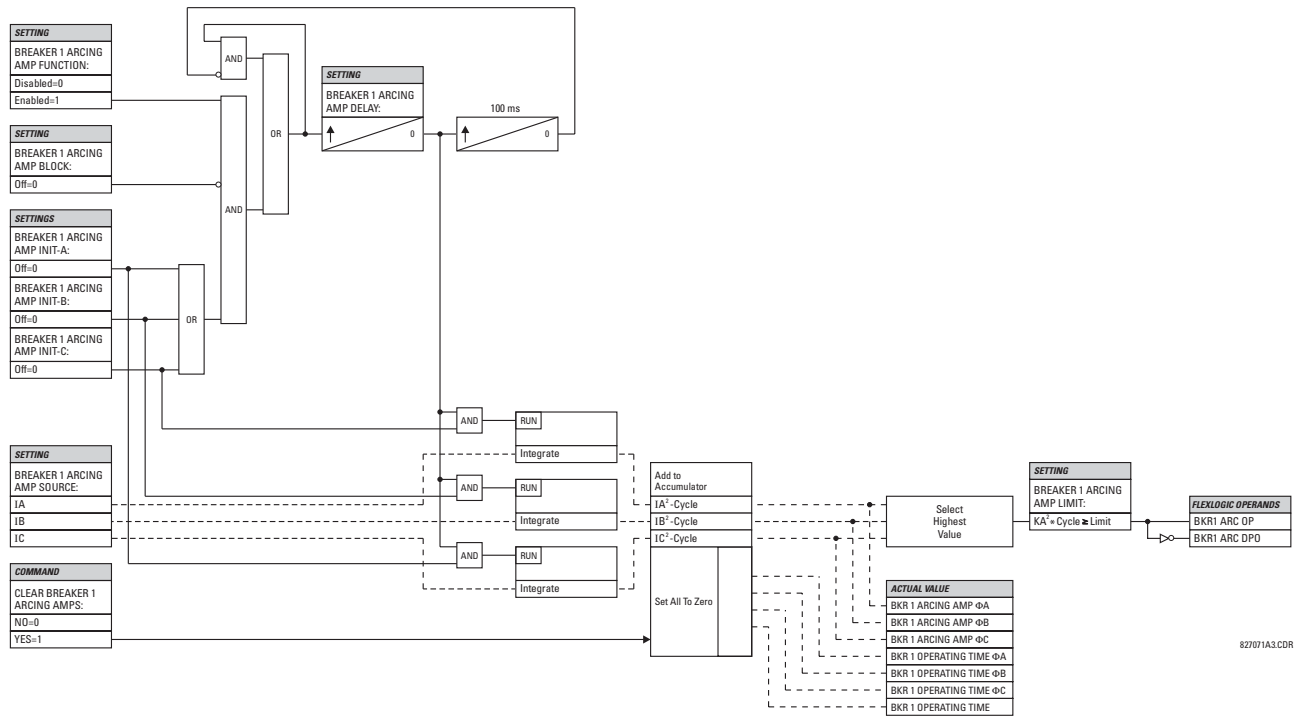 SETTING
BREAKER 1 ARCING
AMP FUNCTION:
Disabled=0
Enabled=1
SETTING
BREAKER 1 ARCING
AMP BLOCK:
Off=0
SETTINGS
BREAKER 1 ARCING
AMP INIT-A:
Off=0
BREAKER 1 ARCING
AMP INIT-B:
Off=0
BREAKER 1 ARCING
AMP INIT-C:
Off=0
SETTING
BREAKER 1 ARCING
AMP SOURCE:
IA
IB
IC
COMMAND
CLEAR BREAKER 1
ARCING AMPS:
NO=0
YES=1
AND
OR
AND
OR
SETTING
BREAKER 1 ARCING
AMP DELAY:
0
100 ms
0
AND
RUN
Integrate
AND
RUN
Integrate
AND
RUN
Integrate
Add to
Accumulator
IA²-Cycle
IB²-Cycle
IC²-Cycle
Set All To Zero
Select
Highest
Value
SETTING
BREAKER 1 ARCING
AMP LIMIT:
KA² * Cycle ≥ Limit
FLEXLOGIC OPERANDS
BKR1 ARC OP
BKR1 ARC DPO
ACTUAL VALUE
BKR 1 ARCING AMP ΦA
BKR 1 ARCING AMP ΦB
BKR 1 ARCING AMP ΦC
BKR 1 OPERATING TIME ΦA
BKR 1 OPERATING TIME ΦB
BKR 1 OPERATING TIME ΦC
BKR 1 OPERATING TIME
827071A3.CDR